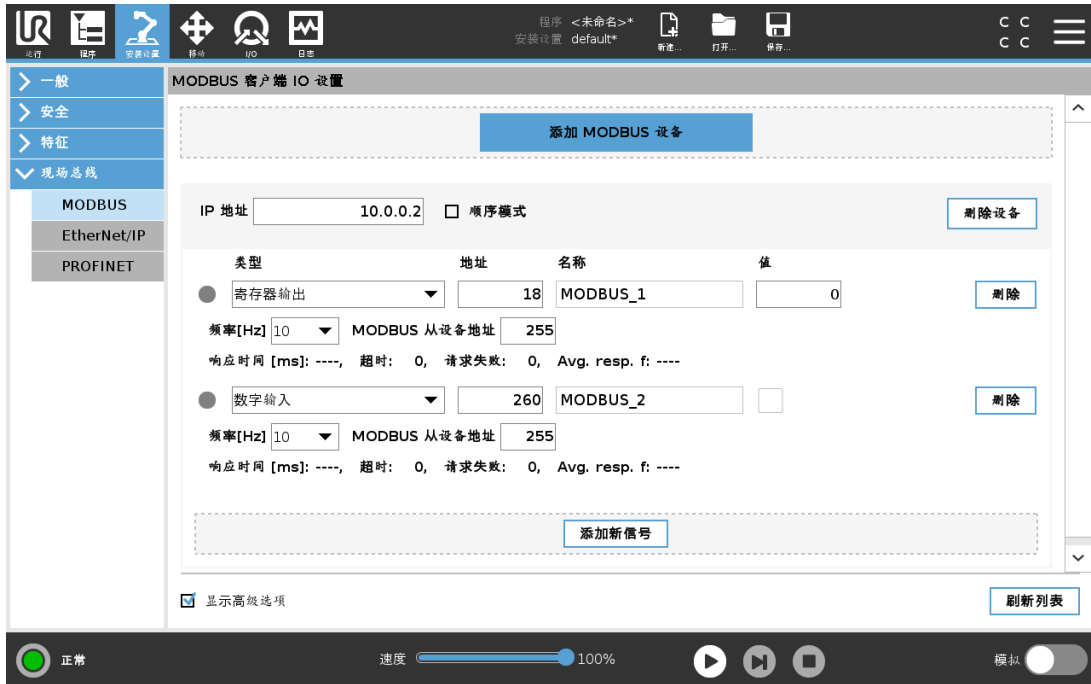 程序 <未命名>*
安装设置 default*
C C
C C
运行 程序 安装设置 移动 I/O 日志 新建... 打开... 保存...
一般
安全
特征
现场总线
MODBUS
EtherNet/IP
PROFINET
MODBUS 客户端 IO 设置
添加 MODBUS 设备
IP 地址 10.0.0.2 顺序模式 删除设备
类型 地址 名称 值
寄存器输出 18 MODBUS_1 0 删除
频率[Hz] 10 MODBUS 从设备地址 255
响应时间 [ms]: ----, 超时: 0, 请求失败: 0, Avg. resp. f: ----
数字输入 260 MODBUS_2 删除
频率[Hz] 10 MODBUS 从设备地址 255
响应时间 [ms]: ----, 超时: 0, 请求失败: 0, Avg. resp. f: ----
添加新信号
显示高级选项 刷新列表
正常 速度 100% 模拟